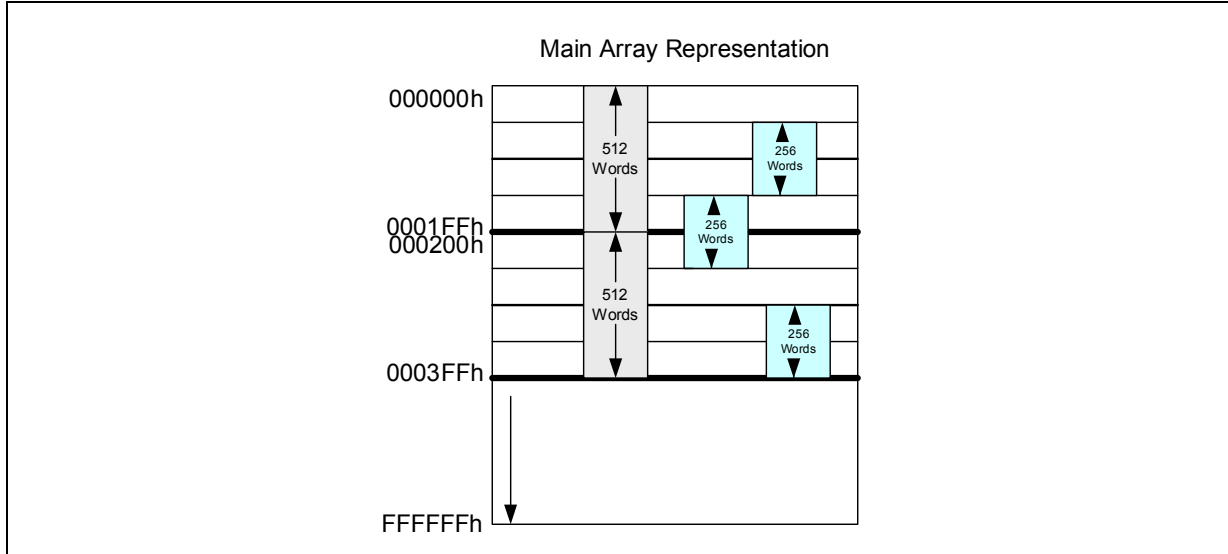 Main Array Representation
000000h
512
Words
256
Words
0001FFh
000200h
256
Words
512
Words
256
Words
0003FFh
FFFFFFh